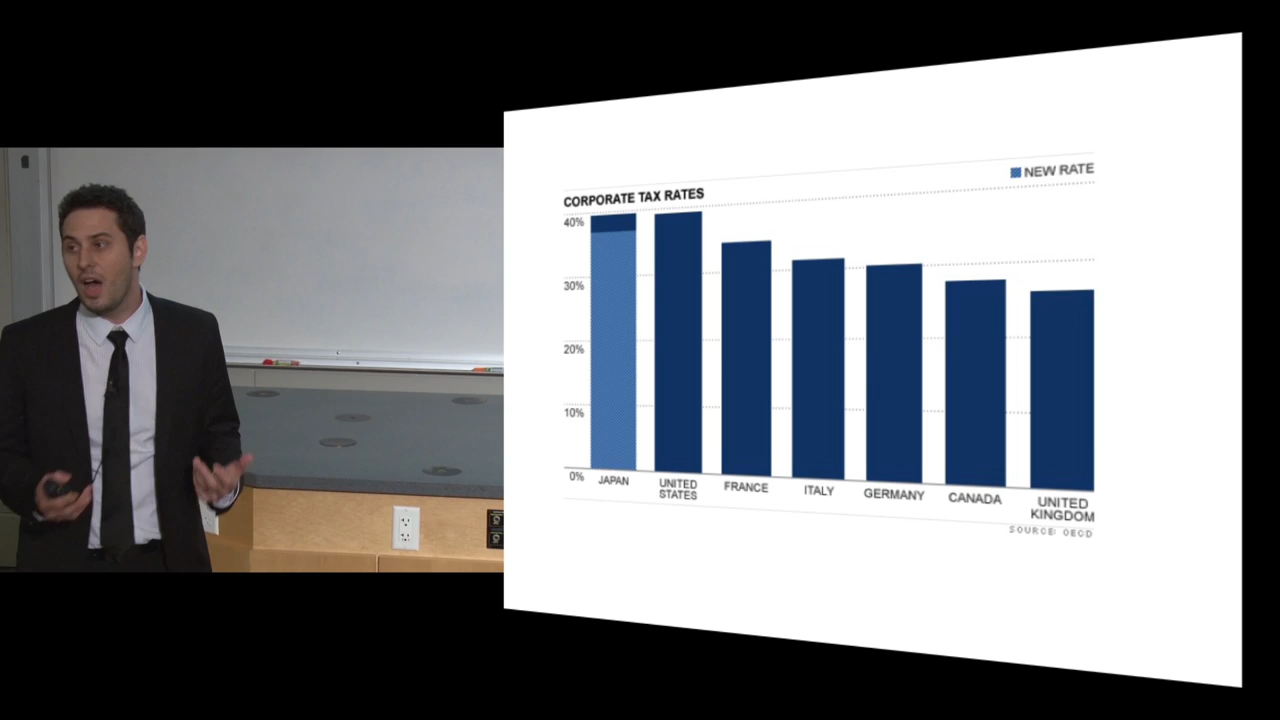 NEW RATE
CORPORATE TAX RATES
40%
30%
20%
10%
0%
JAPAN
UNITED
STATES
FRANCE
ITALY
GERMANY
CANADA
UNITED
KINGDOM
SOURCE: OECD